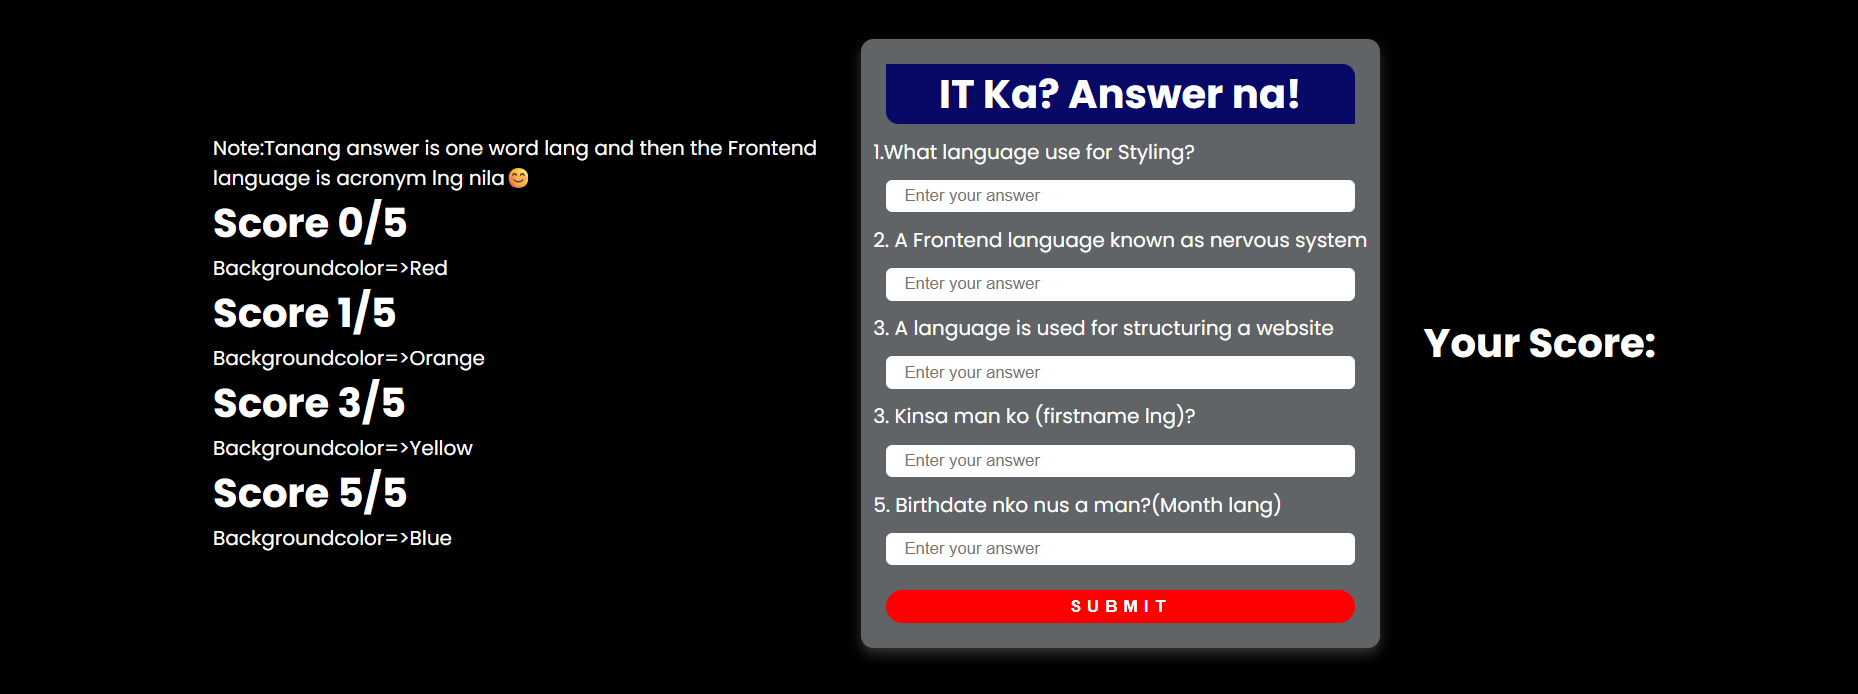 Note:Tanang answer is one word lang and then the Frontend
language is acronym lng nila😊
Score 0/5
Backgroundcolor=>Red
Score 1/5
Backgroundcolor=>Orange
Score 3/5
Backgroundcolor=>Yellow
Score 5/5
Backgroundcolor=>Blue
IT Ka? Answer na!
1.What language use for Styling?
Enter your answer
2. A Frontend language known as nervous system
Enter your answer
3. A language is used for structuring a website
Enter your answer
3. Kinsa man ko (firstname lng)?
Enter your answer
5. Birthdate nko nus a man?(Month lang)
Enter your answer
SUBMIT
Your Score: